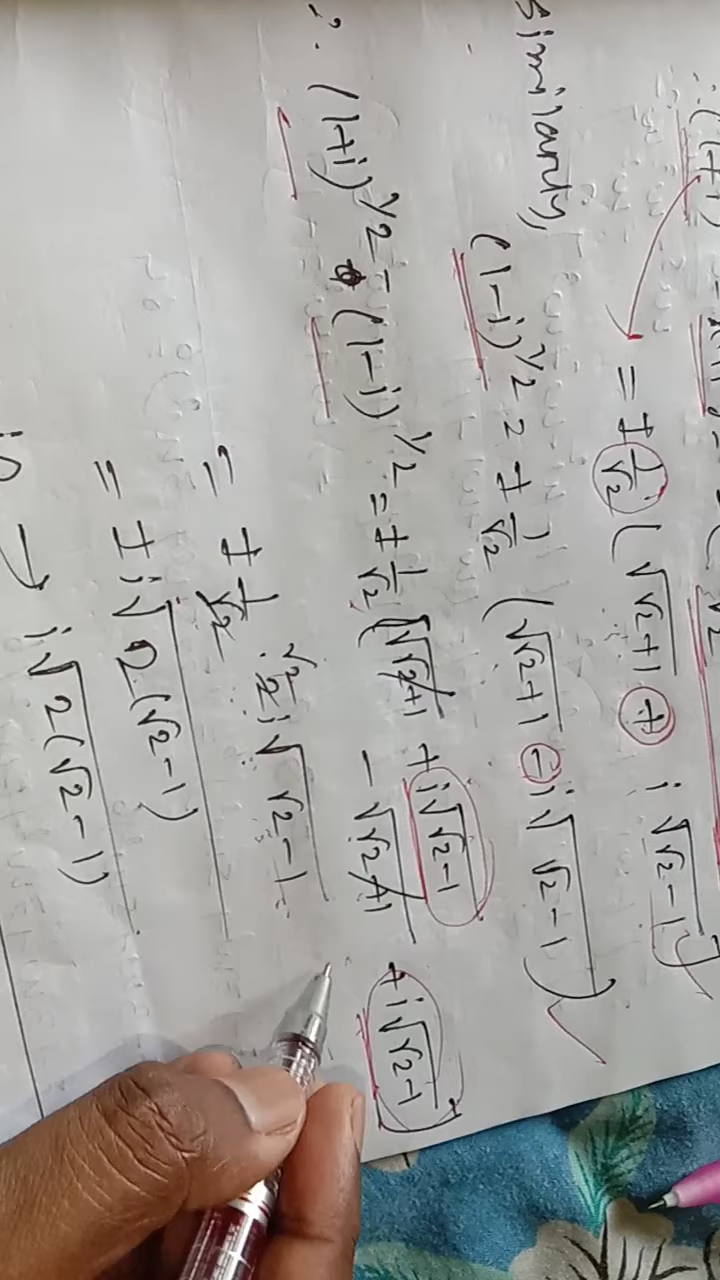 = ± 1/√2 (√(√2+1) + i√(√2-1))
Similarly,
(1-i)^1/2 = ± 1/√2 (√(√2+1) - i√(√2-1))
∴ (1+i)^1/2 - (1-i)^1/2 = ± 1/√2 (√(√2+1) + i√(√2-1)
- √(√2+1) + i√(√2-1))
= ± 1/√2 √2/2 i√(√2-1)
= ± i√(2(√2-1))
→ i√(2(√2-1))